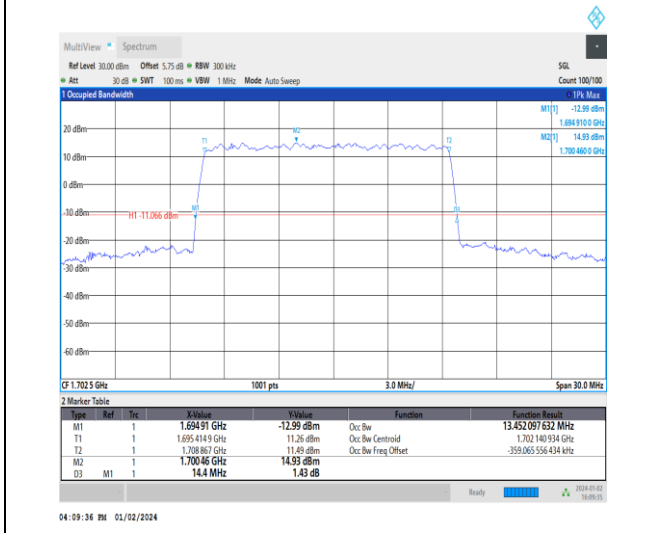 MultiView Spectrum
Ref Level 30.00 dBm Offset 5.75 dB RBW 300 kHz SGL
Att 30 dB SWT 100 ms VBW 1 MHz Mode Auto Sweep Count 100/100
1 Occupied Bandwidth 1Pk Max
M1[1] -12.99 dBm
1.694 910 0 GHz
M2[1] 14.93 dBm
1.700 460 0 GHz
20 dBm
M2
T1
T2
10 dBm
0 dBm
M1
-10 dBm
H1 -11.066 dBm
-20 dBm
-30 dBm
-40 dBm
-50 dBm
-60 dBm
CF 1.702 5 GHz 1001 pts 3.0 MHz/ Span 30.0 MHz
2 Marker Table
Type Ref Trc X-Value Y-Value Function Function Result
M1 1 1.694 91 GHz -12.99 dBm Occ Bw 13.452 097 632 MHz
T1 1 1.695 414 9 GHz 11.26 dBm Occ Bw Centroid 1.702 140 934 GHz
T2 1 1.708 867 GHz 11.49 dBm Occ Bw Freq Offset -359.065 556 434 kHz
M2 1 1.700 46 GHz 14.93 dBm
D3 M1 1 14.4 MHz 1.43 dB
Ready 2024-01-02
16:09:35
04:09:36 PM 01/02/2024